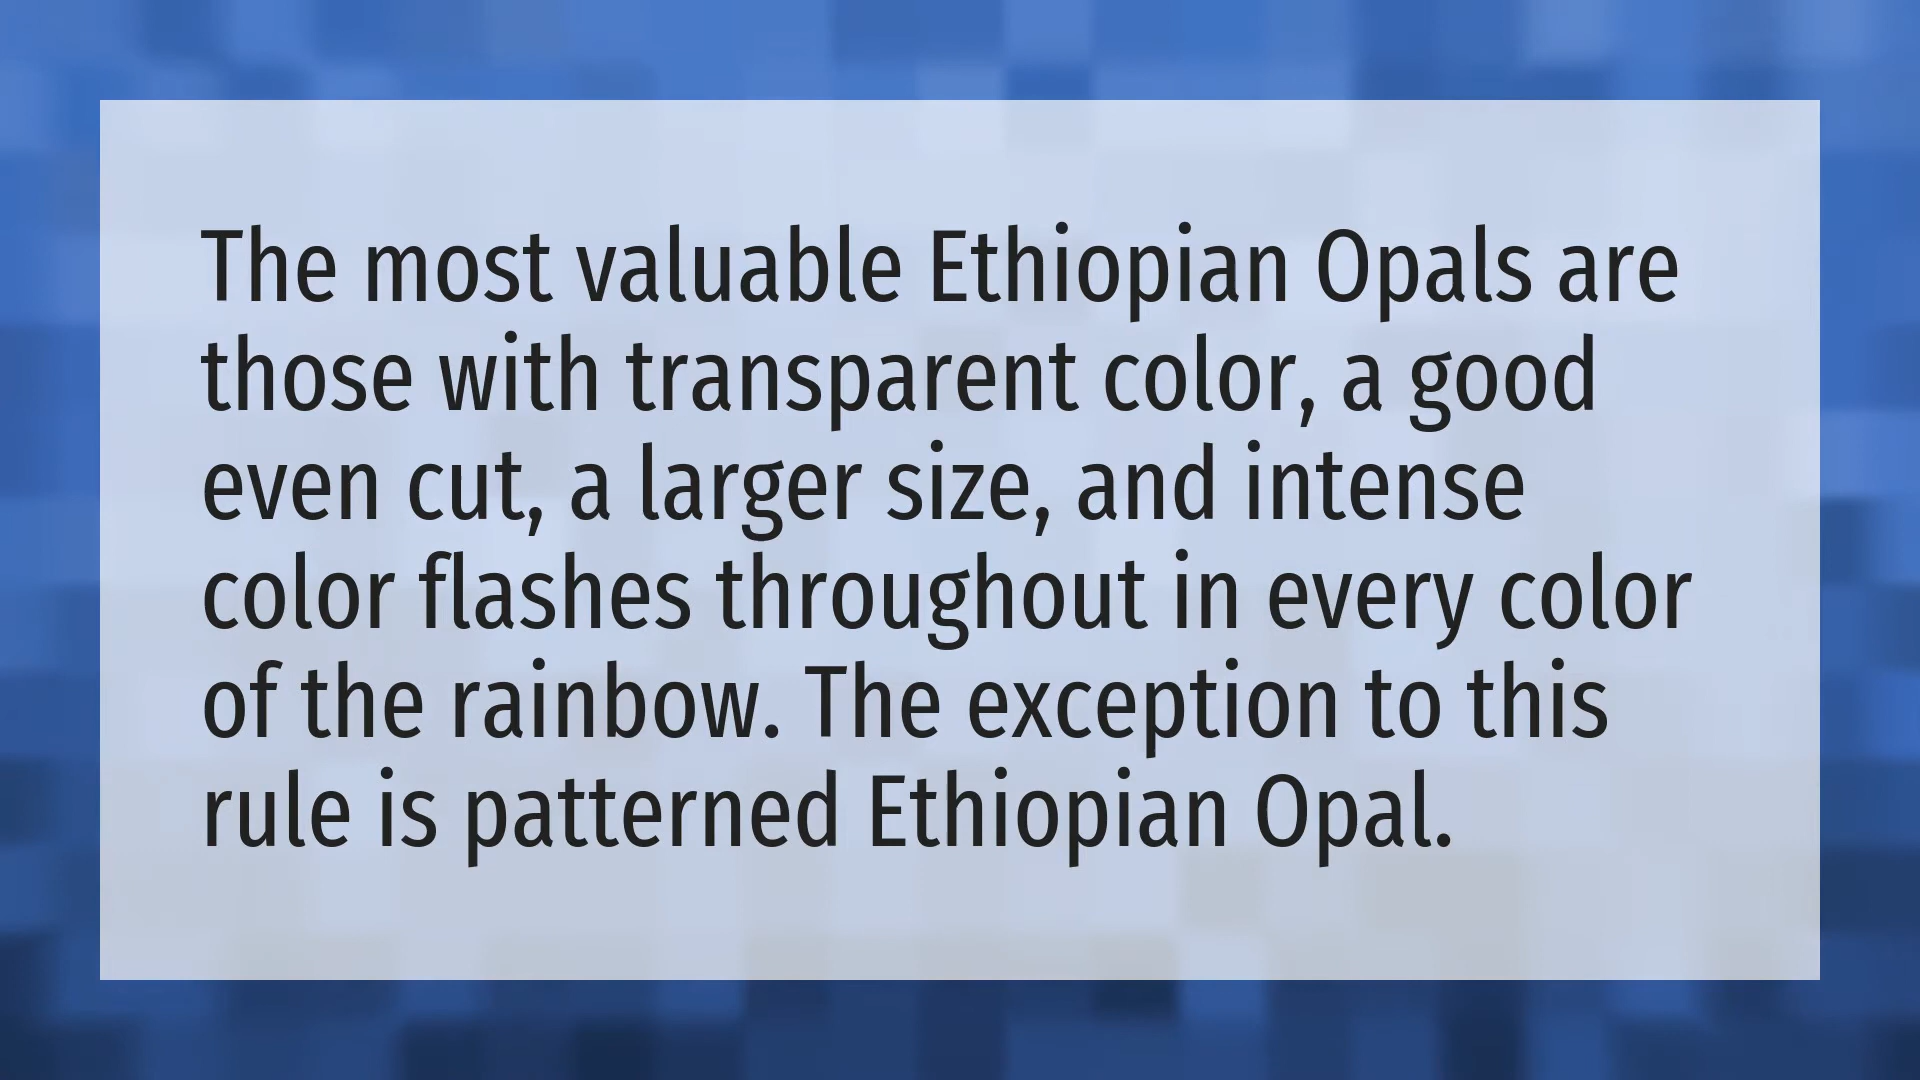 The most valuable Ethiopian Opals are
those with transparent color, a good
even cut, a larger size, and intense
color flashes throughout in every color
of the rainbow. The exception to this
rule is patterned Ethiopian Opal.